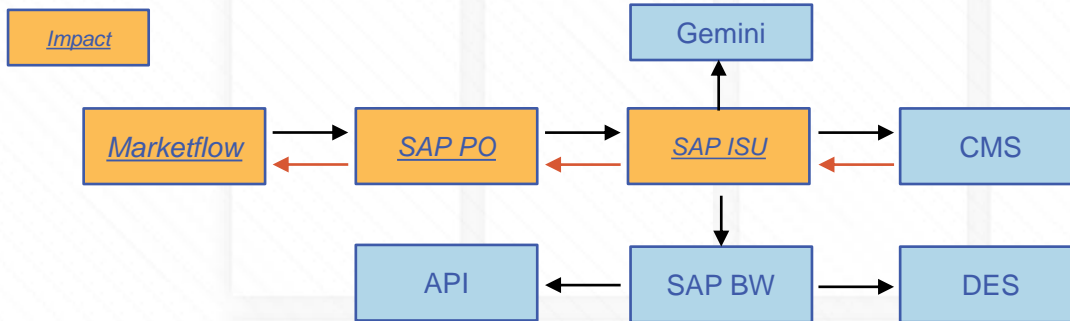 Impact
Gemini
Marketflow
SAP PO
SAP ISU
CMS
API
SAP BW
DES